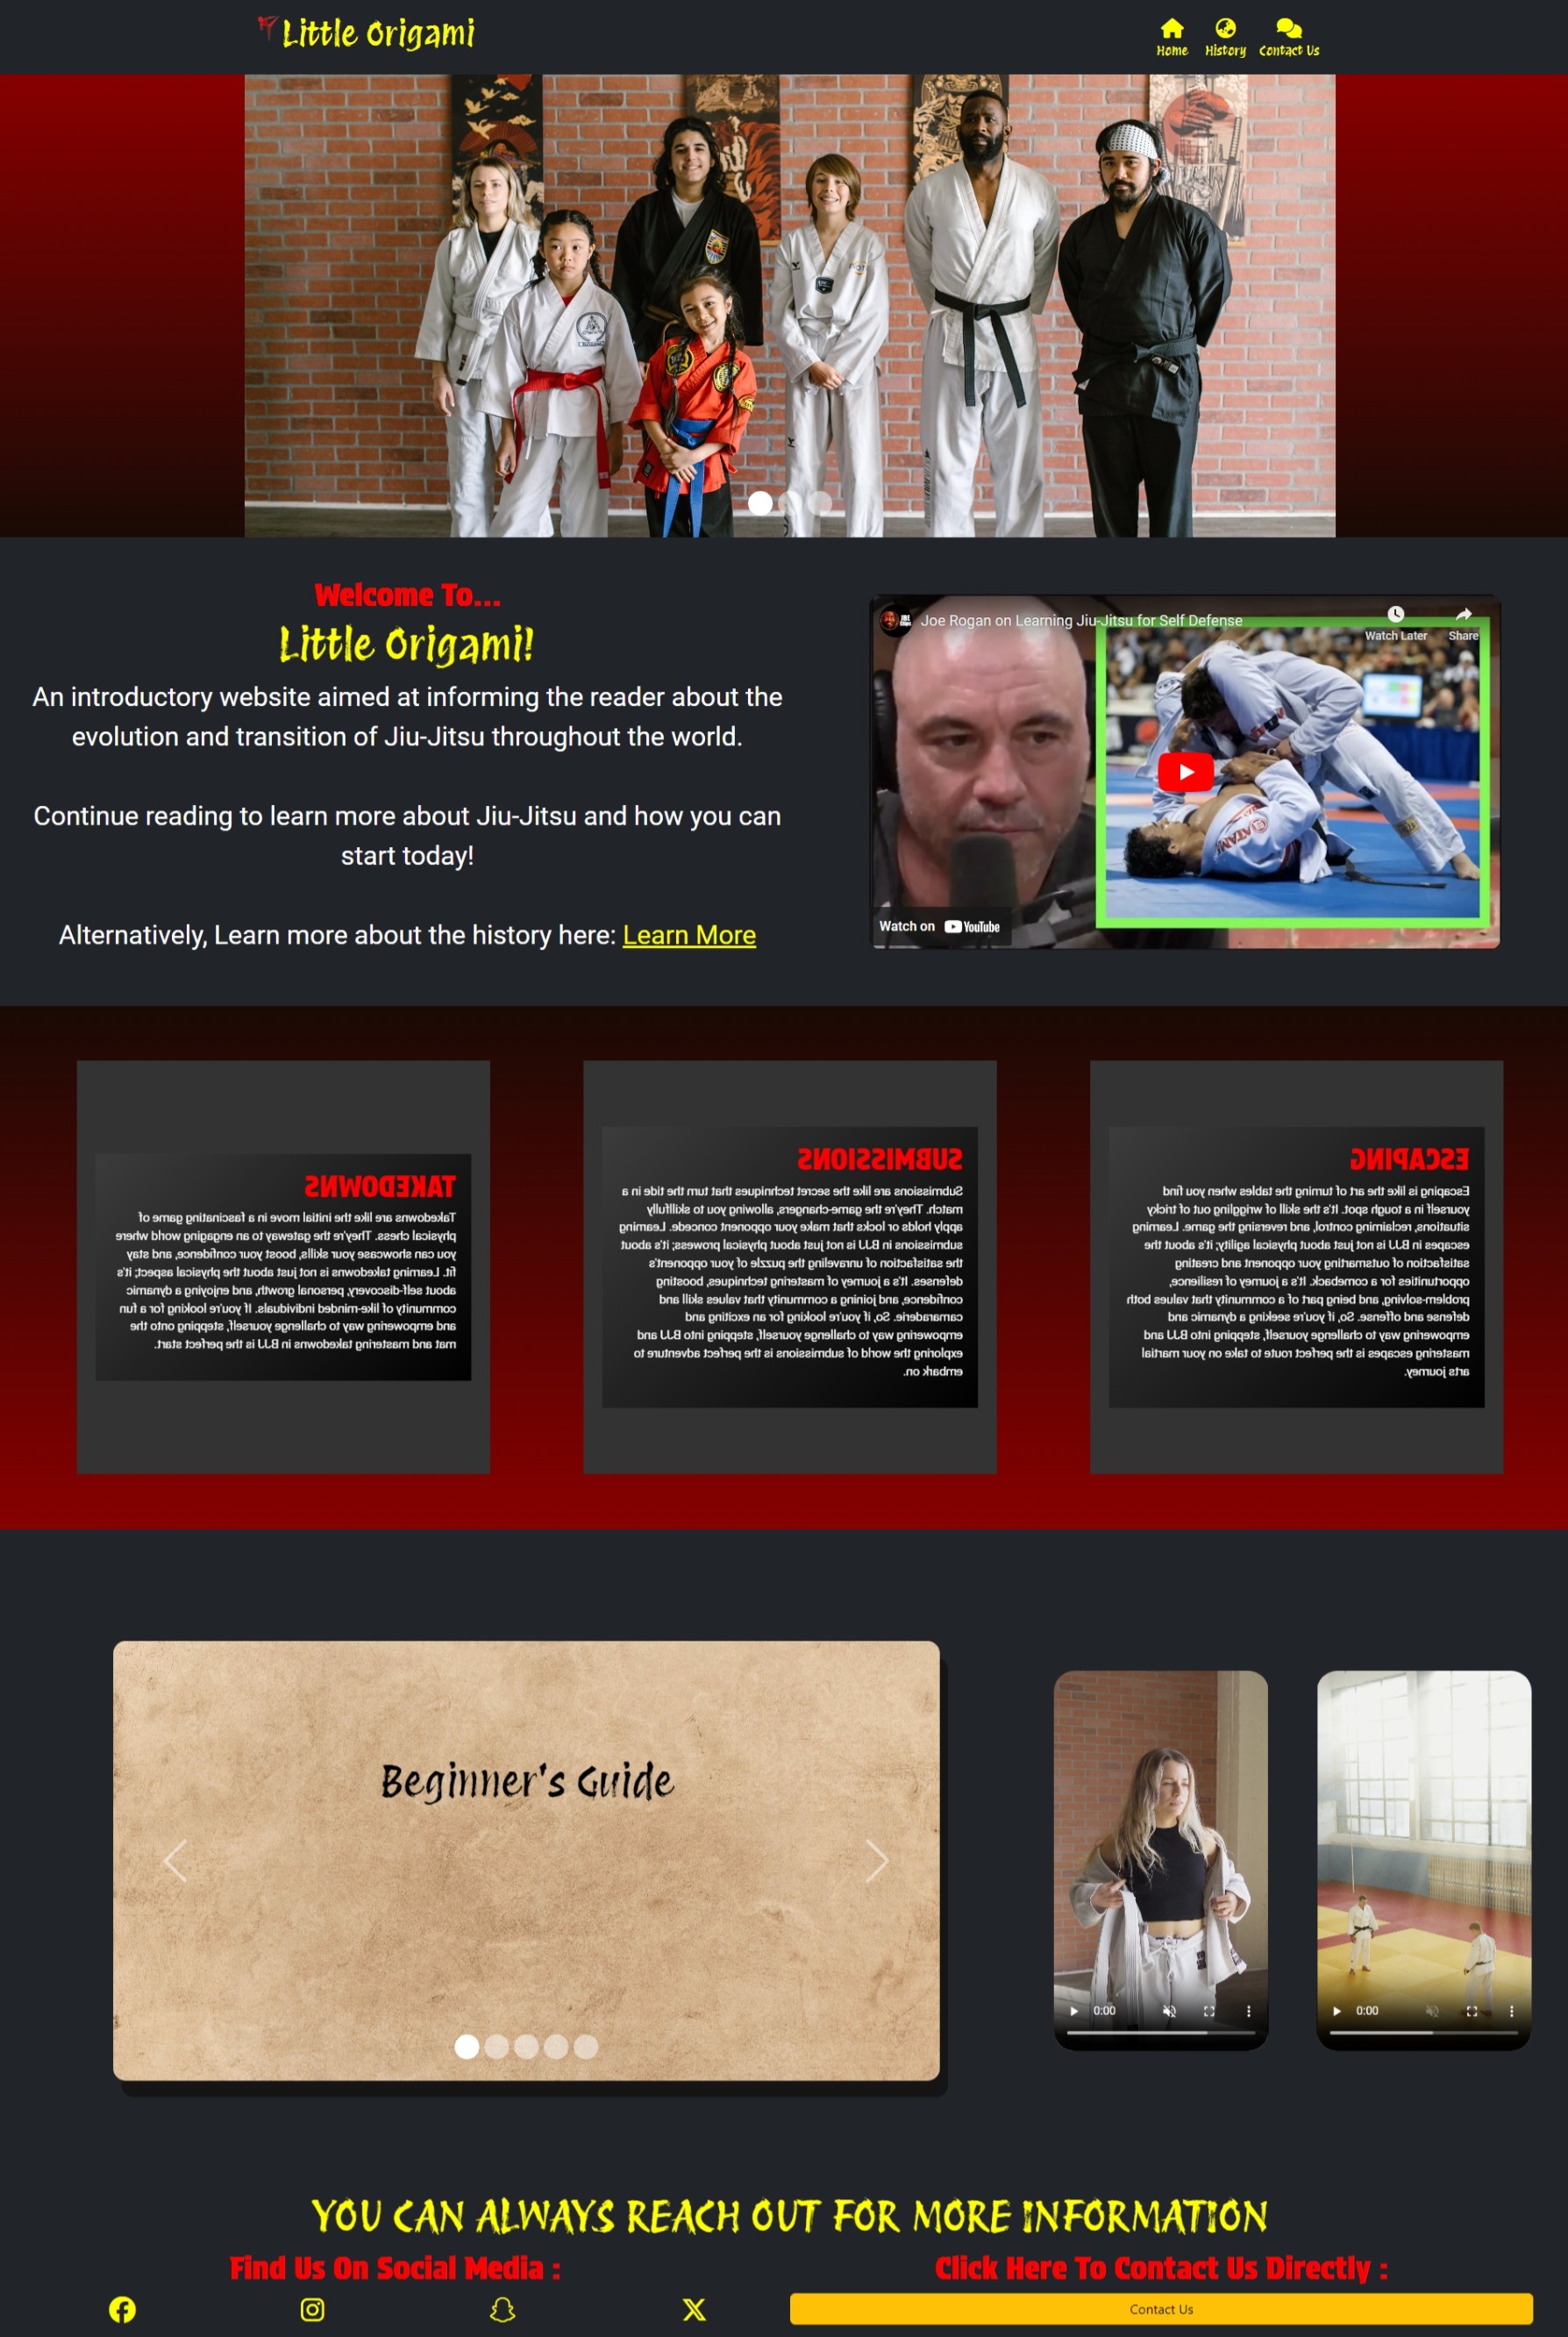 Little Origami
Home History Contact Us
Welcome To...
Little Origami!
An introductory website aimed at informing the reader about the
evolution and transition of Jiu-Jitsu throughout the world.
Continue reading to learn more about Jiu-Jitsu and how you can
start today!
Alternatively, Learn more about the history here: Learn More
Joe Rogan on Learning Jiu-Jitsu for Self Defense
Watch Later Share
ATAMA
Watch on YouTube
TAKEDOWNS
Takedowns are like the initial move in a fascinating game of
physical chess. They're the gateway to an engaging world where
you can showcase your skills, boost your confidence, and stay
fit. Learning takedowns is not just about the physical aspect; it's
about self-discovery, personal growth, and enjoying a dynamic
community of like-minded individuals. If you're looking for a fun
and empowering way to challenge yourself, stepping onto the
mat and mastering takedowns in BJJ is the perfect start.
SUBMISSIONS
Submissions are like the secret techniques that turn the tide in a
match. They're the game-changers, allowing you to skillfully
apply holds or locks that make your opponent concede. Learning
submissions in BJJ is not just about physical prowess; it's about
the satisfaction of unraveling the puzzle of your opponent's
defenses. It's a journey of mastering techniques, boosting
confidence, and joining a community that values skill and
camaraderie. So, if you're looking for an exciting and
empowering way to challenge yourself, stepping into BJJ and
exploring the world of submissions is the perfect adventure to
embark on.
ESCAPING
Escaping is like the art of turning the tables when you find
yourself in a tough spot. It's the skill of wriggling out of tricky
situations, reclaiming control, and reversing the game. Learning
escapes in BJJ is not just about physical agility; it's about the
satisfaction of outsmarting your opponent and creating
opportunities for a comeback. It's a journey of resilience,
problem-solving, and being part of a community that values both
defense and offense. So, if you're seeking a dynamic and
empowering way to challenge yourself, stepping into BJJ and
mastering escapes is the perfect route to take on your martial
arts journey.
Beginner's Guide
0:00
0:00
YOU CAN ALWAYS REACH OUT FOR MORE INFORMATION
Find Us On Social Media :
Click Here To Contact Us Directly :
Contact Us